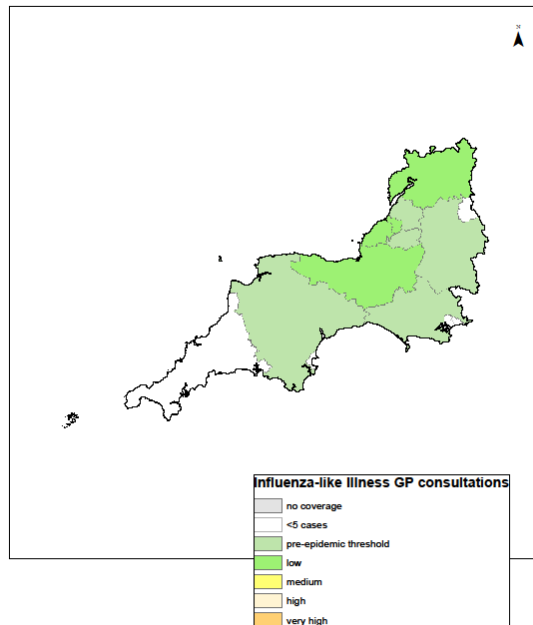 N
Influenza-like Illness GP consultations
no coverage
<5 cases
pre-epidemic threshold
low
medium
high
very high